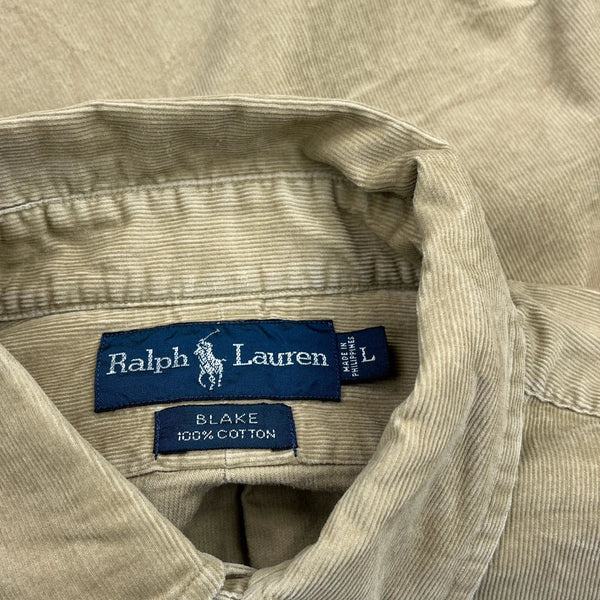 Ralph Lauren
MADE IN
PHILIPPINES
L
BLAKE
100% COTTON